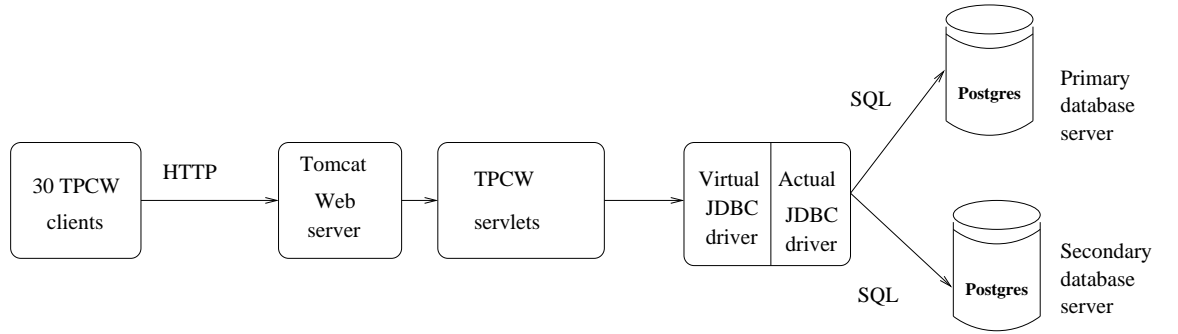 30 TPCW
clients
HTTP
Tomcat
Web
server
TPCW
servlets
Virtual
JDBC
driver
Actual
JDBC
driver
SQL
Postgres
Primary
database
server
SQL
Postgres
Secondary
database
server